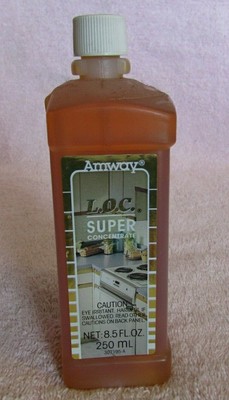 Amway®
L.O.C.
SUPER
CONCENTRATE
CAUTION:
EYE IRRITANT, HARMFUL IF
SWALLOWED. READ OTHER
CAUTIONS ON BACK PANEL.
NET: 8.5 FL. OZ.
250 mL